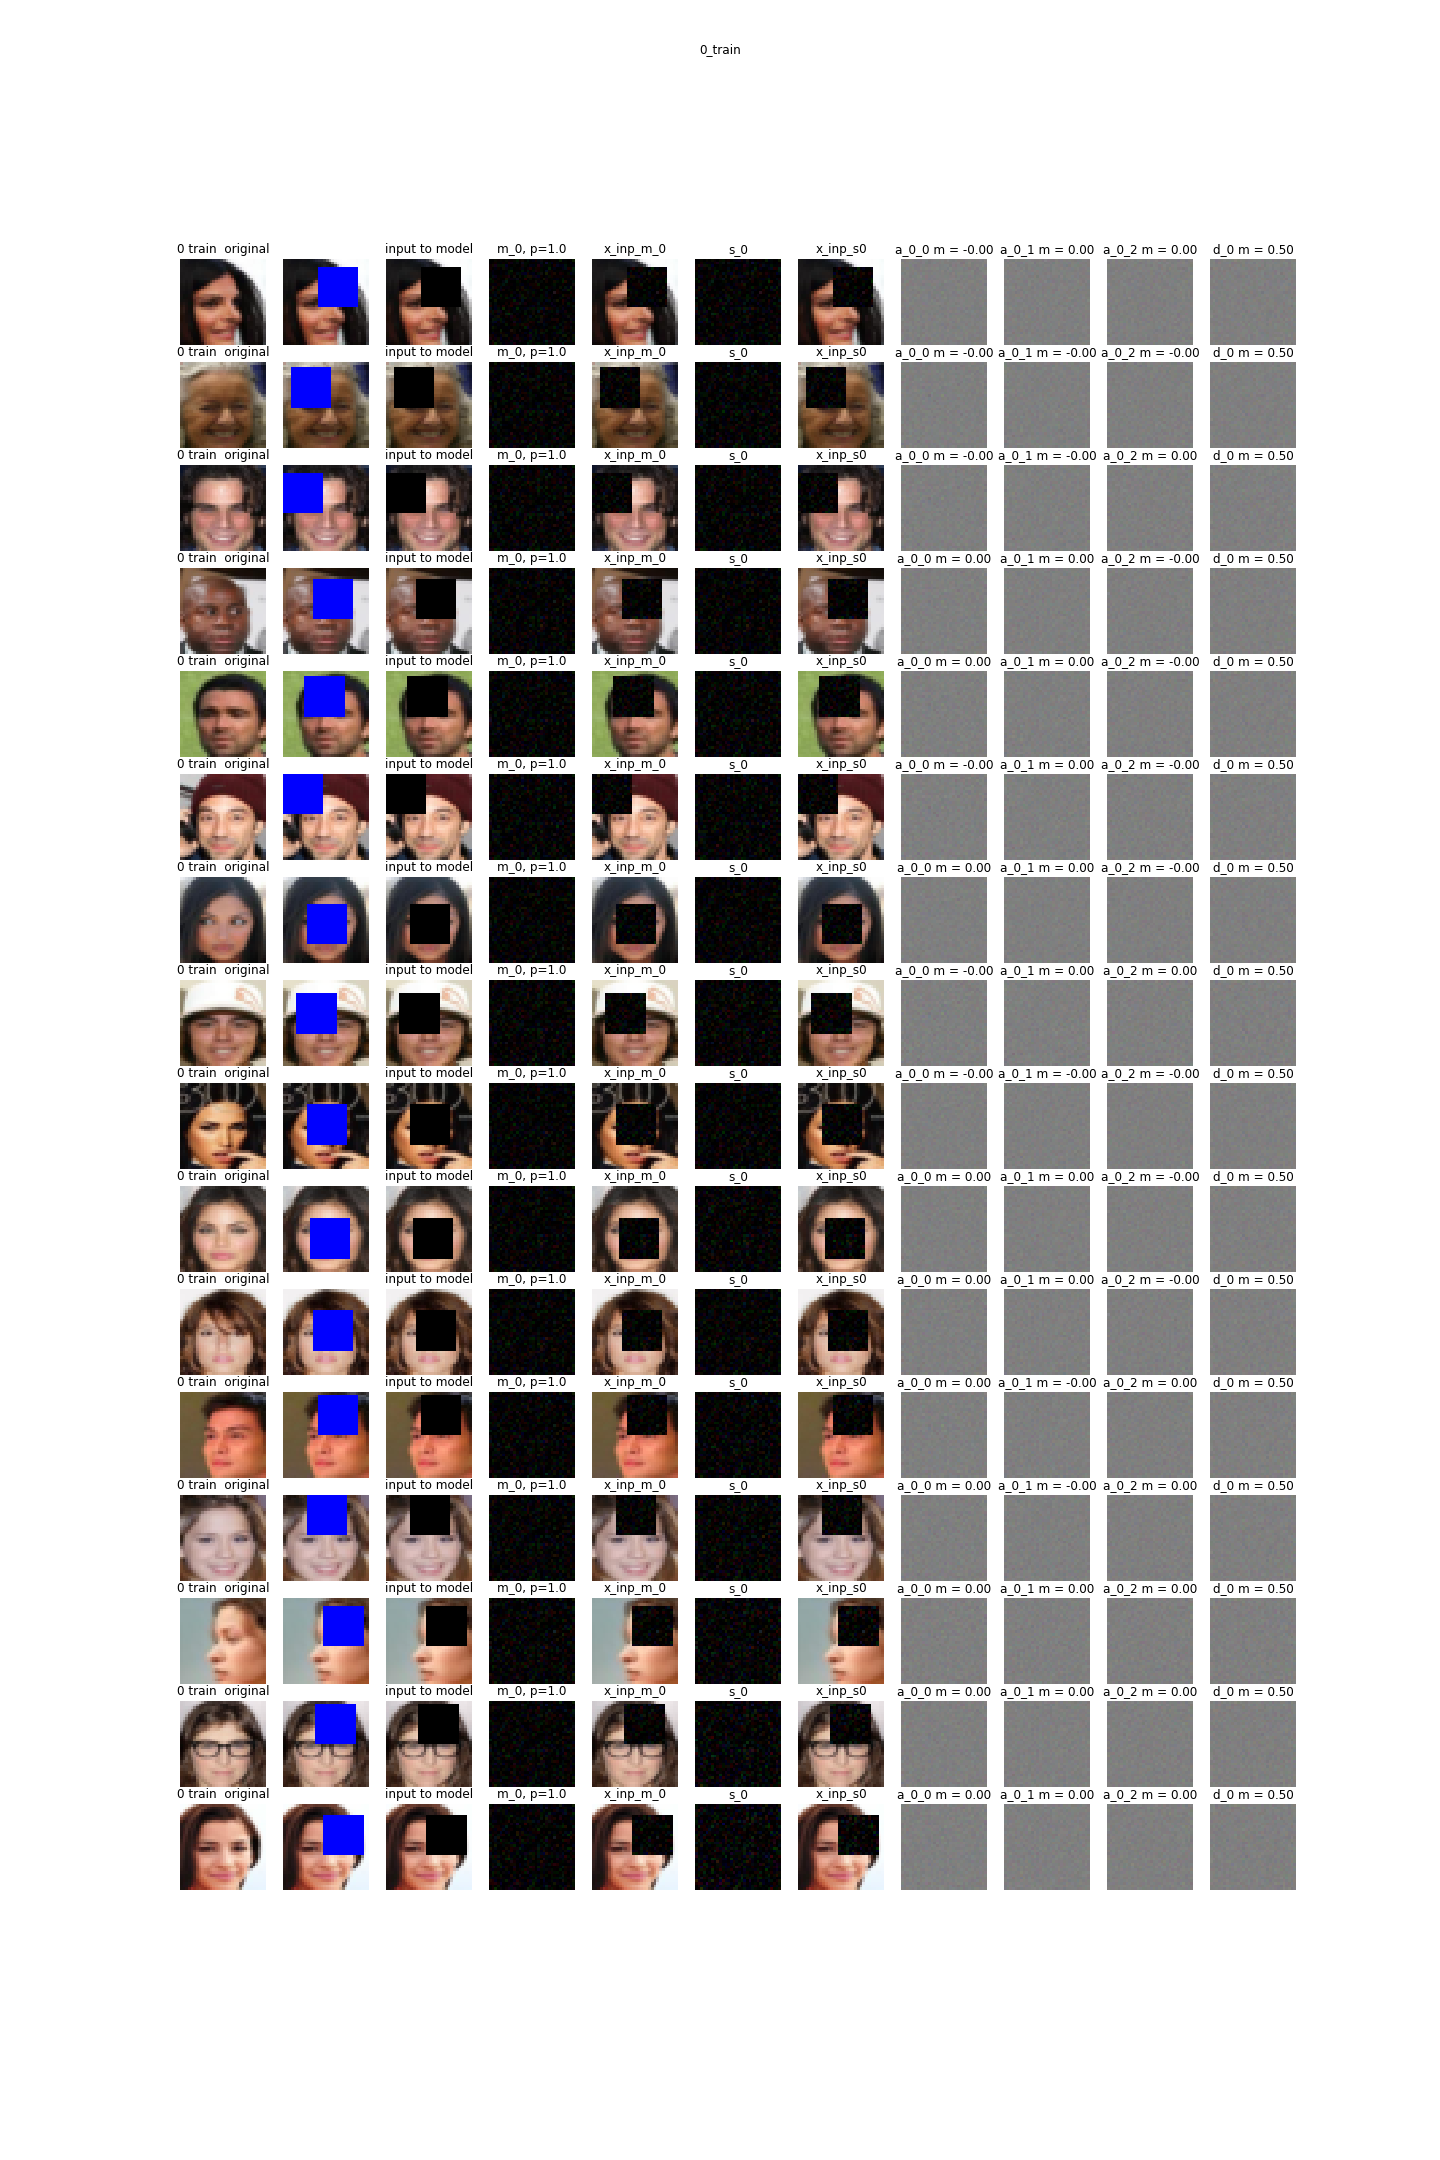 0_train
0 train  original input to model m_0, p=1.0 x_inp_m_0 s_0 x_inp_s0 a_0_0 m = -0.00 a_0_1 m = 0.00 a_0_2 m = 0.00 d_0 m = 0.50
0 train  original input to model m_0, p=1.0 x_inp_m_0 s_0 x_inp_s0 a_0_0 m = -0.00 a_0_1 m = -0.00 a_0_2 m = -0.00 d_0 m = 0.50
0 train  original input to model m_0, p=1.0 x_inp_m_0 s_0 x_inp_s0 a_0_0 m = -0.00 a_0_1 m = -0.00 a_0_2 m = 0.00 d_0 m = 0.50
0 train  original input to model m_0, p=1.0 x_inp_m_0 s_0 x_inp_s0 a_0_0 m = 0.00 a_0_1 m = 0.00 a_0_2 m = -0.00 d_0 m = 0.50
0 train  original input to model m_0, p=1.0 x_inp_m_0 s_0 x_inp_s0 a_0_0 m = 0.00 a_0_1 m = 0.00 a_0_2 m = -0.00 d_0 m = 0.50
0 train  original input to model m_0, p=1.0 x_inp_m_0 s_0 x_inp_s0 a_0_0 m = -0.00 a_0_1 m = 0.00 a_0_2 m = 0.00 d_0 m = 0.50
0 train  original input to model m_0, p=1.0 x_inp_m_0 s_0 x_inp_s0 a_0_0 m = 0.00 a_0_1 m = 0.00 a_0_2 m = -0.00 d_0 m = 0.50
0 train  original input to model m_0, p=1.0 x_inp_m_0 s_0 x_inp_s0 a_0_0 m = -0.00 a_0_1 m = 0.00 a_0_2 m = 0.00 d_0 m = 0.50
0 train  original input to model m_0, p=1.0 x_inp_m_0 s_0 x_inp_s0 a_0_0 m = -0.00 a_0_1 m = -0.00 a_0_2 m = -0.00 d_0 m = 0.50
0 train  original input to model m_0, p=1.0 x_inp_m_0 s_0 x_inp_s0 a_0_0 m = 0.00 a_0_1 m = 0.00 a_0_2 m = -0.00 d_0 m = 0.50
0 train  original input to model m_0, p=1.0 x_inp_m_0 s_0 x_inp_s0 a_0_0 m = 0.00 a_0_1 m = 0.00 a_0_2 m = -0.00 d_0 m = 0.50
0 train  original input to model m_0, p=1.0 x_inp_m_0 s_0 x_inp_s0 a_0_0 m = 0.00 a_0_1 m = -0.00 a_0_2 m = 0.00 d_0 m = 0.50
0 train  original input to model m_0, p=1.0 x_inp_m_0 s_0 x_inp_s0 a_0_0 m = 0.00 a_0_1 m = -0.00 a_0_2 m = 0.00 d_0 m = 0.50
0 train  original input to model m_0, p=1.0 x_inp_m_0 s_0 x_inp_s0 a_0_0 m = 0.00 a_0_1 m = 0.00 a_0_2 m = 0.00 d_0 m = 0.50
0 train  original input to model m_0, p=1.0 x_inp_m_0 s_0 x_inp_s0 a_0_0 m = 0.00 a_0_1 m = 0.00 a_0_2 m = 0.00 d_0 m = 0.50
0 train  original input to model m_0, p=1.0 x_inp_m_0 s_0 x_inp_s0 a_0_0 m = 0.00 a_0_1 m = 0.00 a_0_2 m = 0.00 d_0 m = 0.50